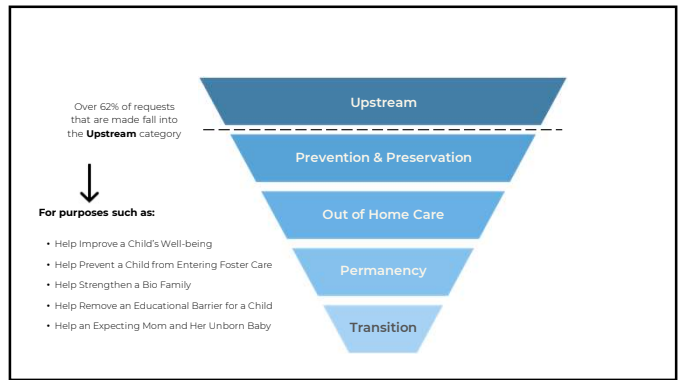 Over 62% of requests
that are made fall into
the Upstream category
For purposes such as:
• Help Improve a Child's Well-being
• Help Prevent a Child from Entering Foster Care
• Help Strengthen a Bio Family
• Help Remove an Educational Barrier for a Child
• Help an Expecting Mom and Her Unborn Baby
Upstream
Prevention & Preservation
Out of Home Care
Permanency
Transition